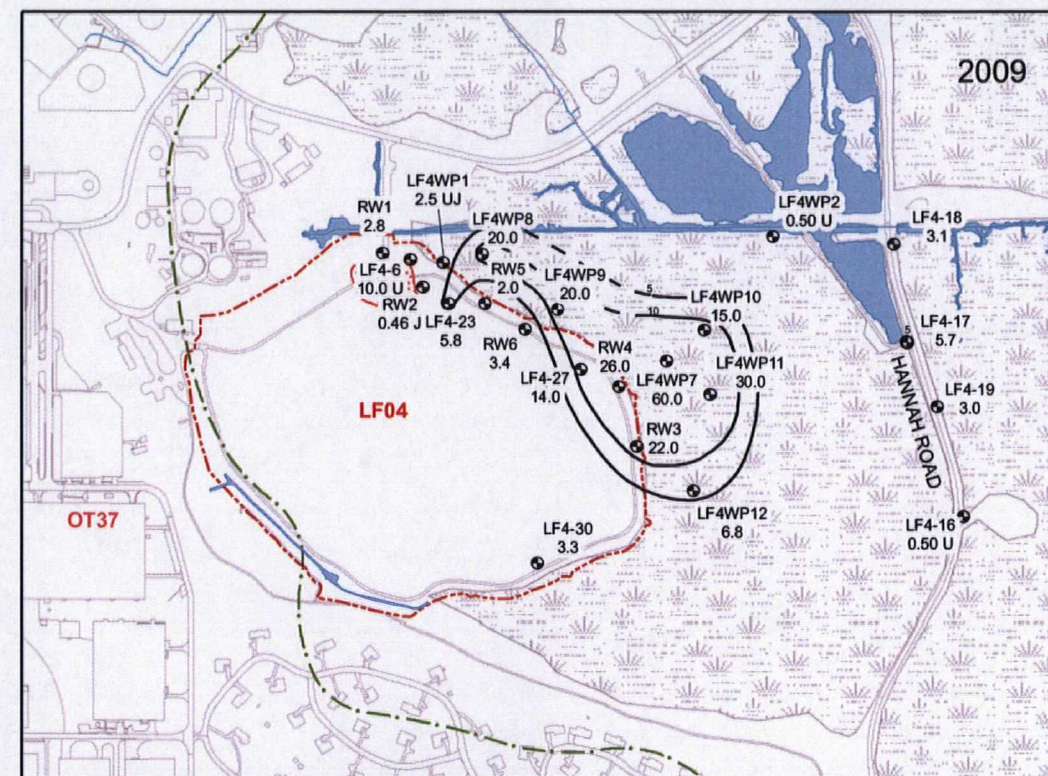 2009
LF4WP1
2.5 UJ
RW1
2.8
LF4WP8
20.0
LF4WP2
0.50 U
LF4-18
3.1
LF4-6
10.0 U
RW5
2.0
LF4WP9
20.0
5
10
LF4WP10
15.0
RW2
0.46 J
LF4-23
5.8
RW6
3.4
RW4
26.0
LF4WP11
30.0
5
LF4-17
5.7
LF4-27
14.0
LF4WP7
60.0
LF4-19
3.0
HANNAH ROAD
LF04
RW3
22.0
OT37
LF4WP12
6.8
LF4-16
0.50 U
LF4-30
3.3